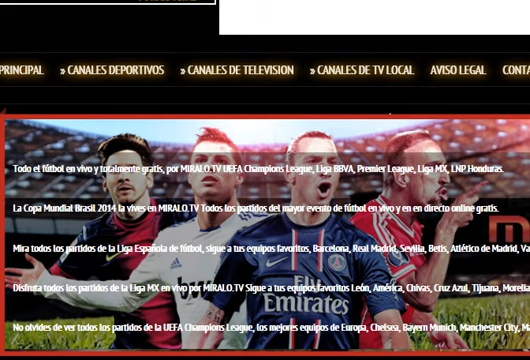 PRINCIPAL » CANALES DEPORTIVOS » CANALES DE TELEVISION » CANALES DE TV LOCAL AVISO LEGAL CONTA
Todo el fútbol en vivo y totalmente gratis, por MIRALO.TV UEFA Champions League, Liga BBVA, Premier League, Liga MX, LNP Honduras.
La Copa Mundial Brasil 2014 la vives en MIRALO.TV Todos los partidos del mayor evento de fútbol en vivo y en en directo online gratis.
M
Mira todos los partidos de la Liga Española de fútbol, sigue a tus equipos favoritos, Barcelona, Real Madrid, Sevilla, Betis, Atlético de Madrid, Va
Disfruta todos los partidos de la Liga MX en vivo por MIRALO.TV Sigue a tus equipos favoritos León, América, Chivas, Cruz Azul, Tijuana, Morelia
Fly
Emirates
No olvides de ver todos los partidos de la UEFA Champions League, los mejores equipos de Europa, Chelsea, Bayern Munich, Manchester City, Ma